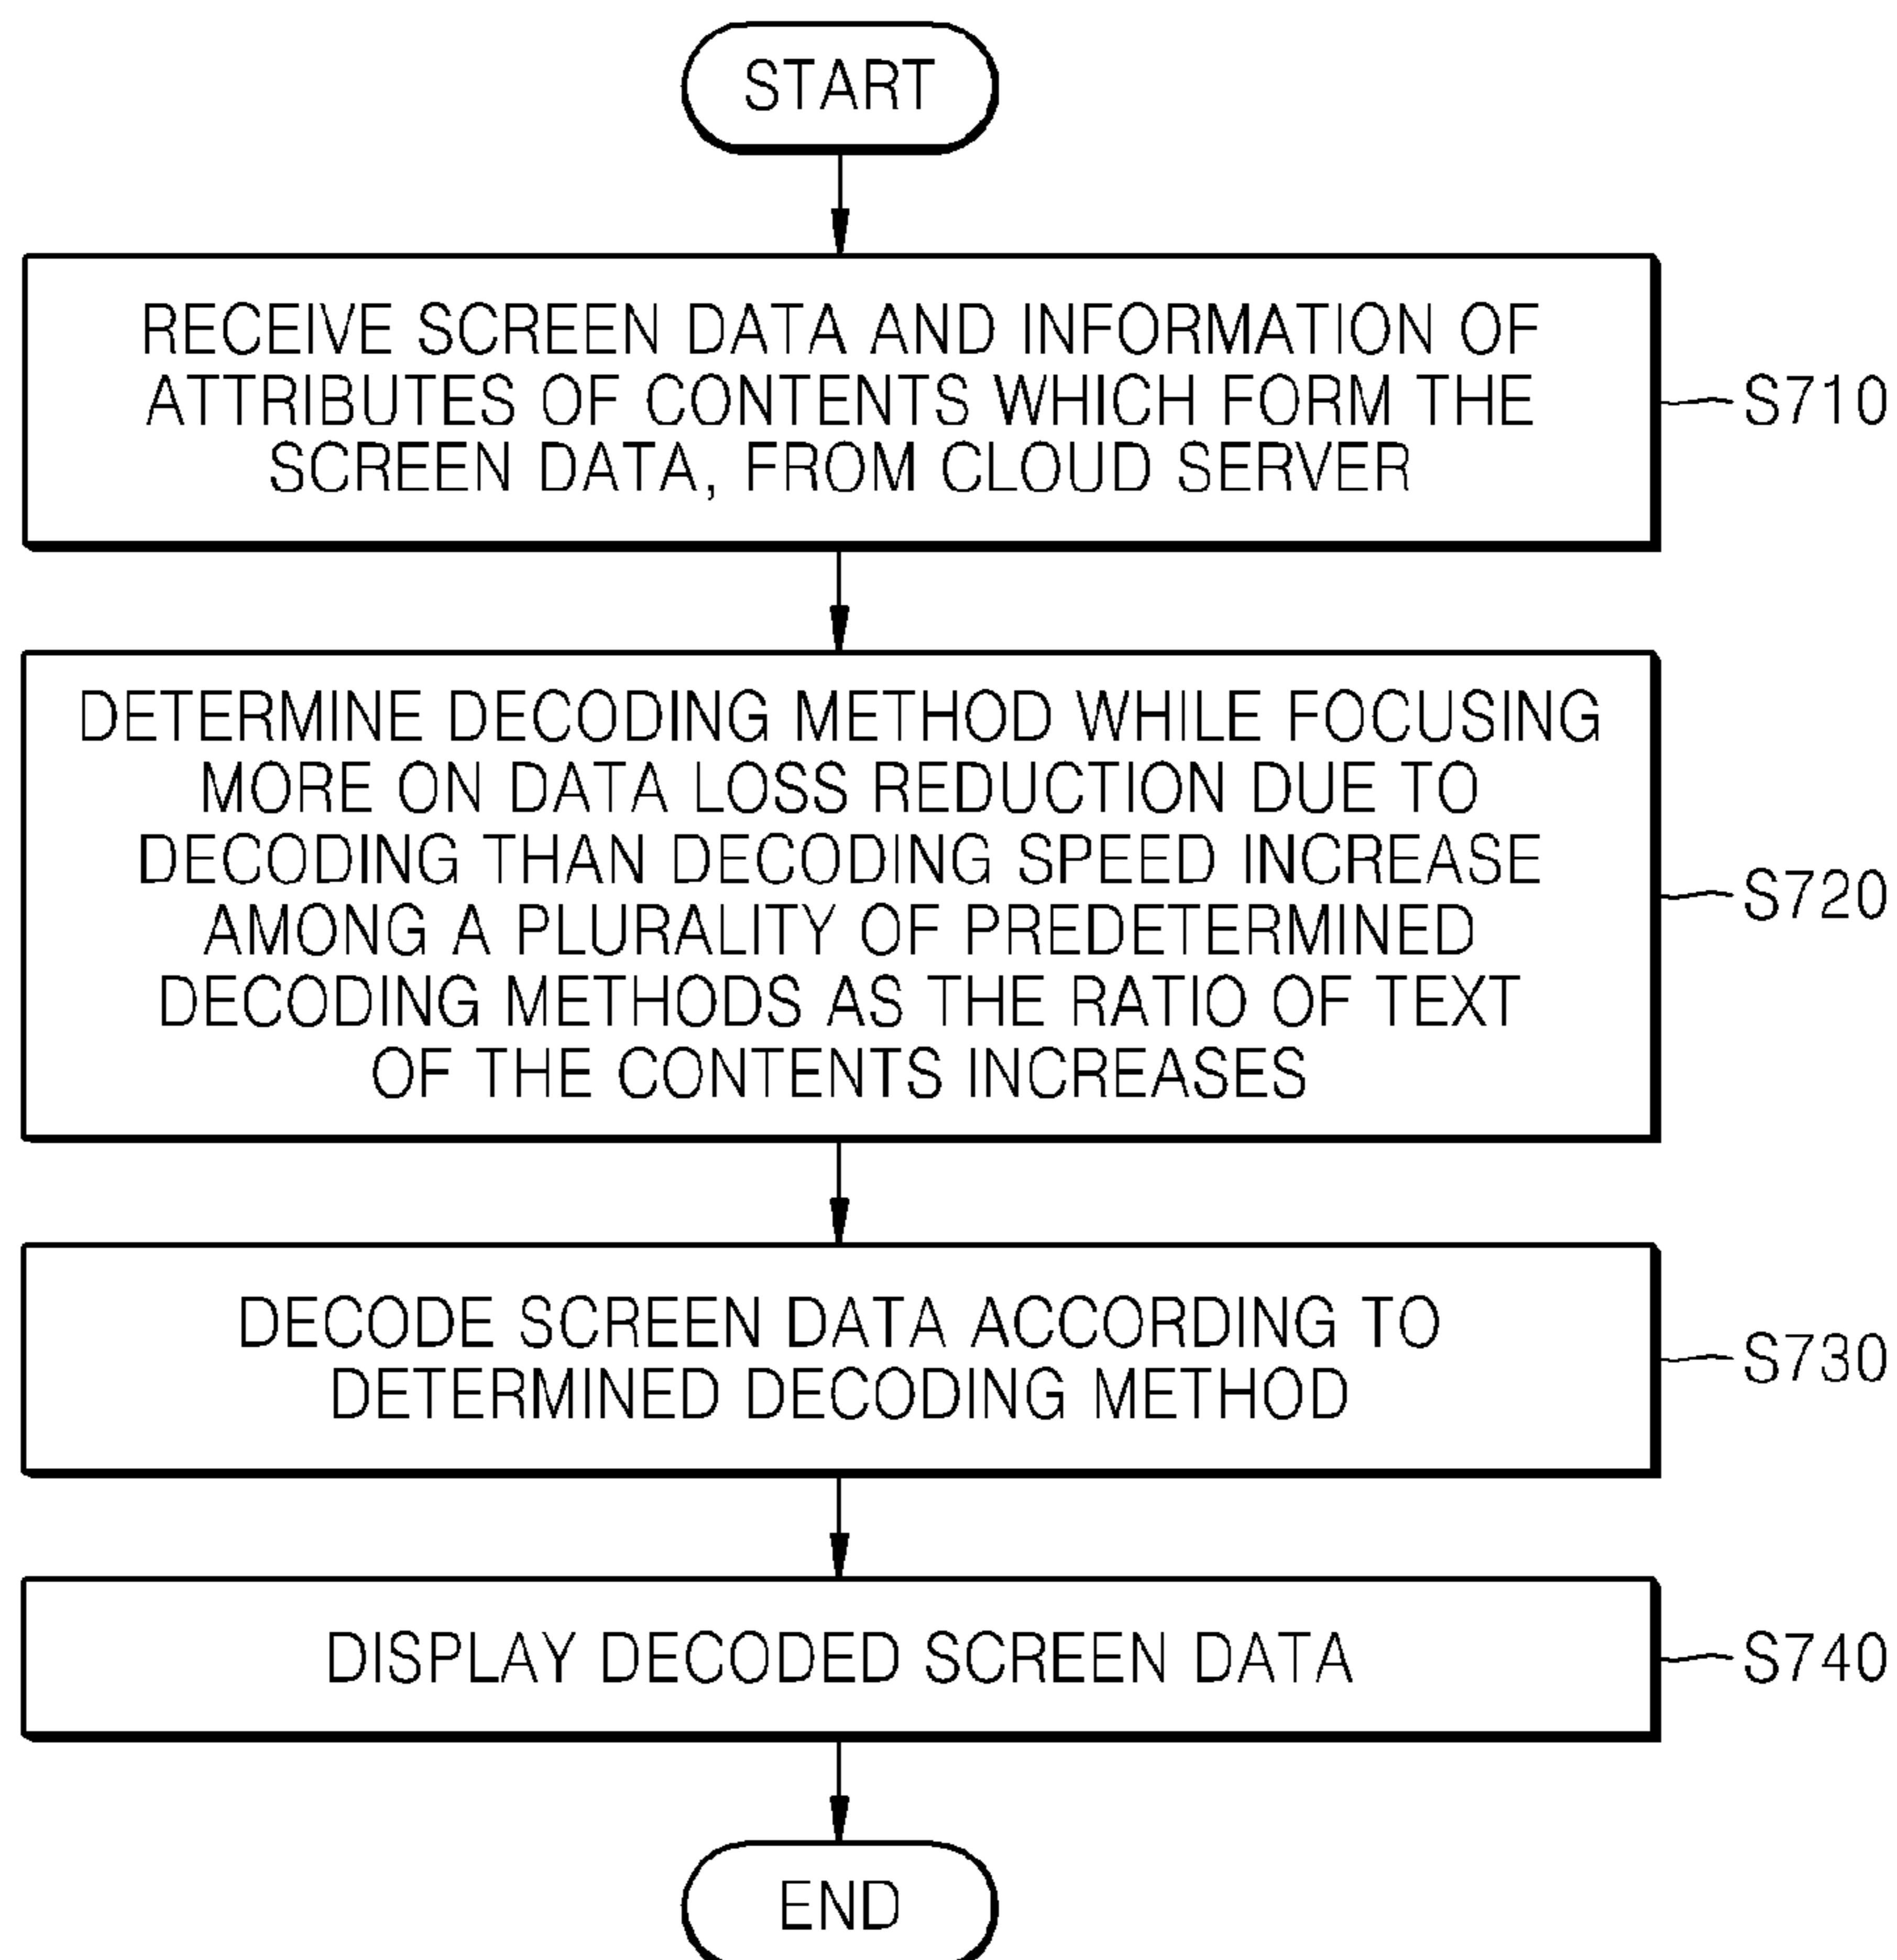 START
RECEIVE SCREEN DATA AND INFORMATION OF
ATTRIBUTES OF CONTENTS WHICH FORM THE
SCREEN DATA, FROM CLOUD SERVER
S710
DETERMINE DECODING METHOD WHILE FOCUSING
MORE ON DATA LOSS REDUCTION DUE TO
DECODING THAN DECODING SPEED INCREASE
AMONG A PLURALITY OF PREDETERMINED
DECODING METHODS AS THE RATIO OF TEXT
OF THE CONTENTS INCREASES
S720
DECODE SCREEN DATA ACCORDING TO
DETERMINED DECODING METHOD
S730
DISPLAY DECODED SCREEN DATA
S740
END